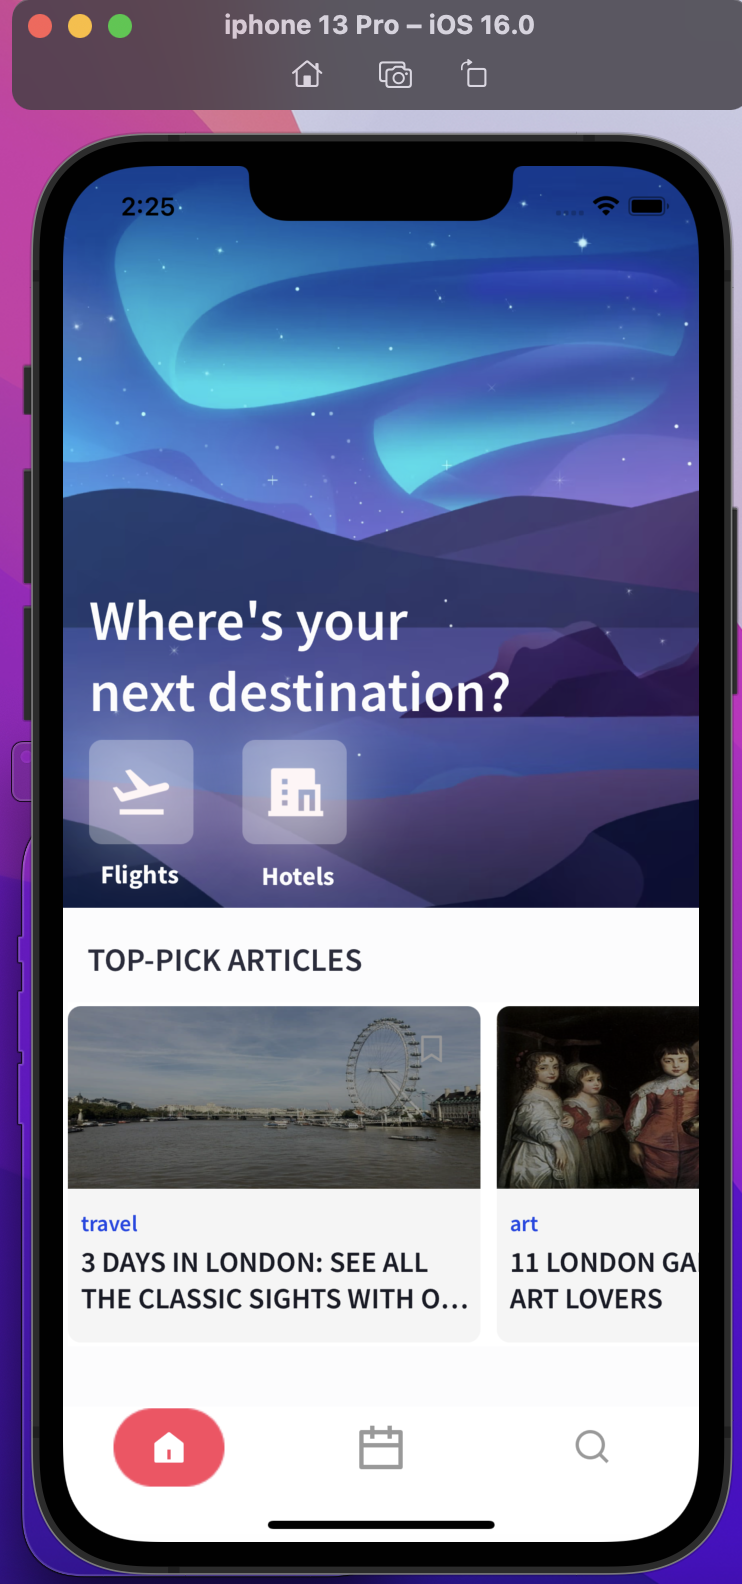 iphone 13 Pro – iOS 16.0
2:25
Where's your
next destination?
Flights
Hotels
TOP-PICK ARTICLES
travel
3 DAYS IN LONDON: SEE ALL
THE CLASSIC SIGHTS WITH O...
art
11 LONDON GA
ART LOVERS